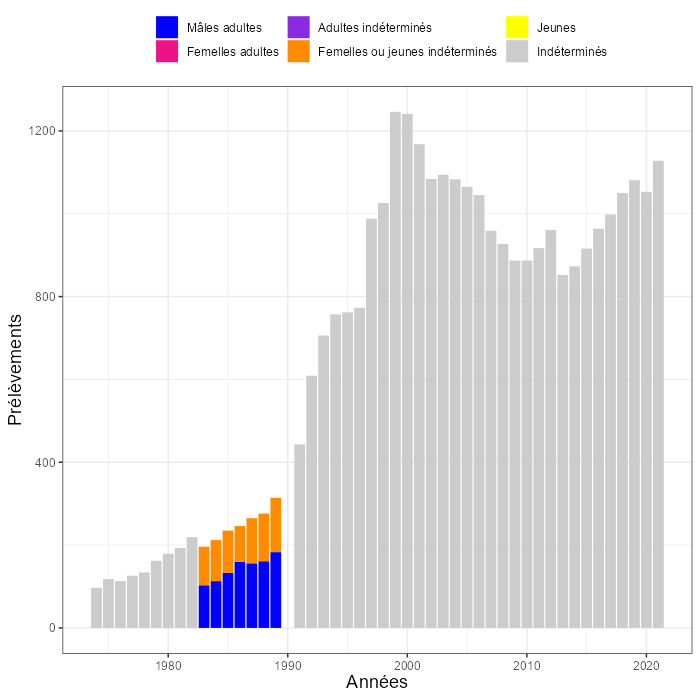 Mâles adultes
Adultes indéterminés
Jeunes
Femelles adultes
Femelles ou jeunes indéterminés
Indéterminés
1200
800
400
0
Prélèvements
1980
1990
2000
2010
2020
Années